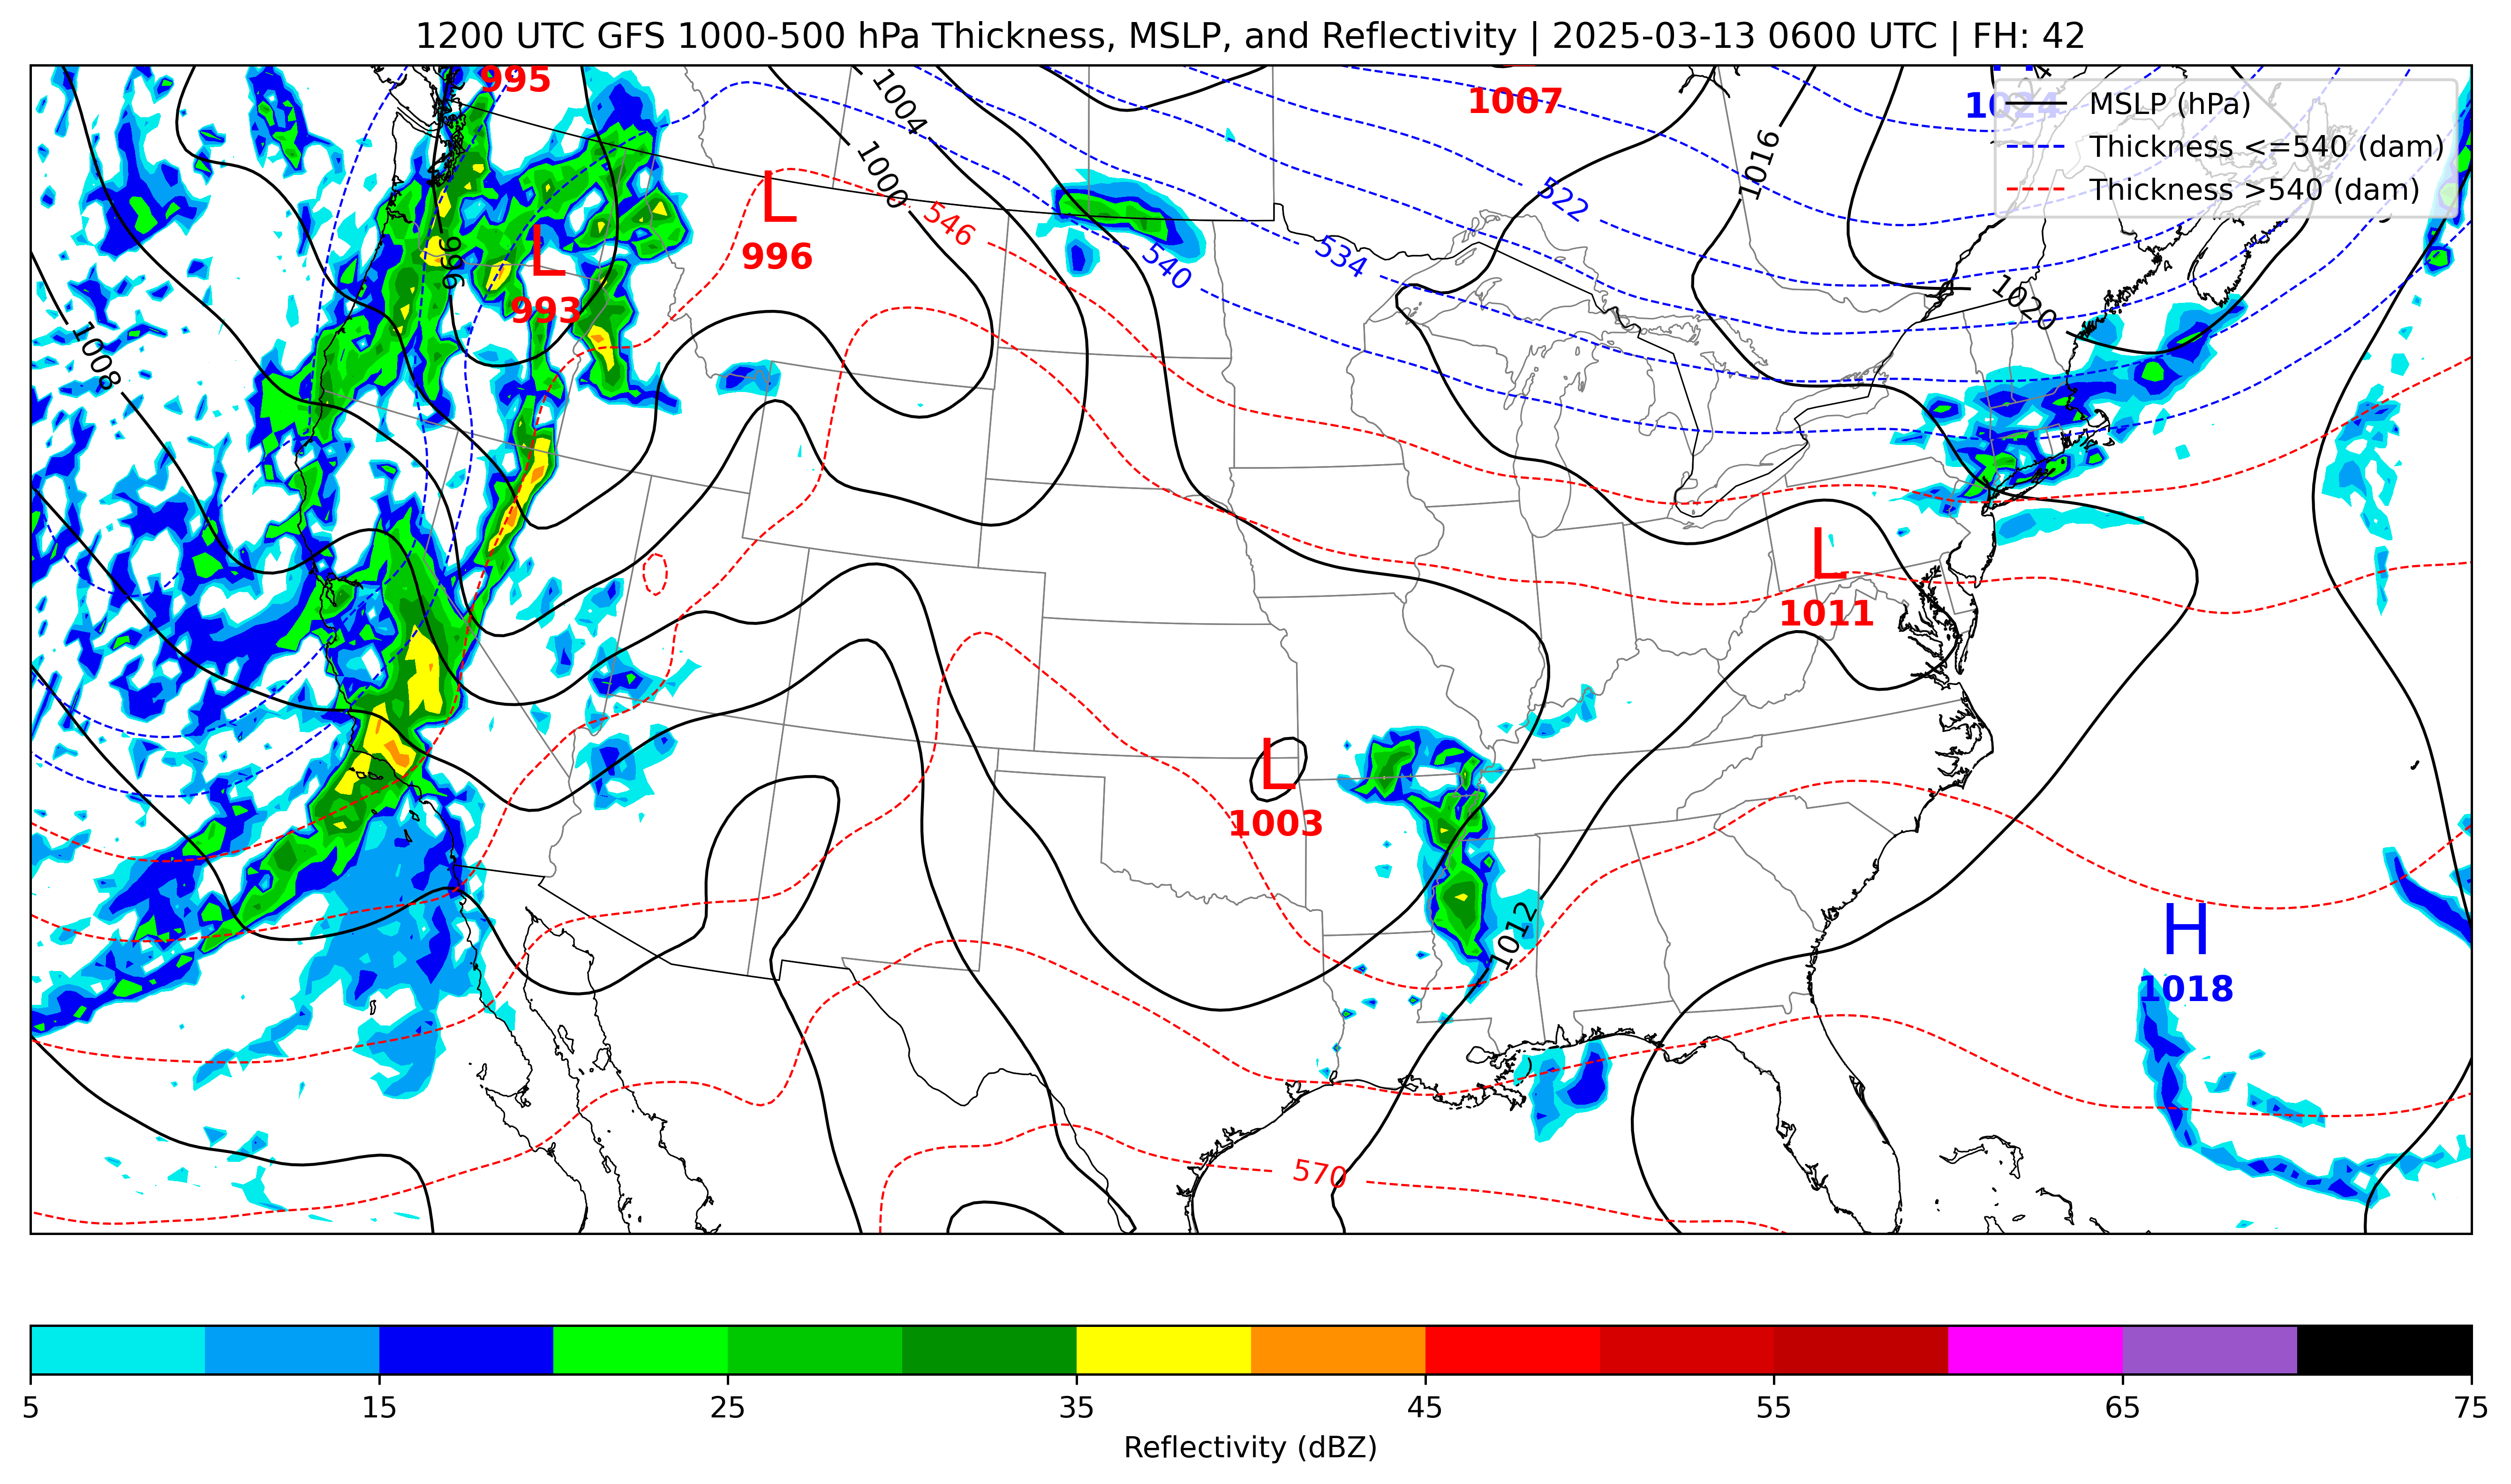 1200 UTC GFS 1000-500 hPa Thickness, MSLP, and Reflectivity | 2025-03-13 0600 UTC | FH: 42
995
1004
1007
1024
MSLP (hPa)
Thickness <=540 (dam)
Thickness >540 (dam)
1000
1016
522
L
996
546
L
993
996
540
534
1020
1008
L
1011
L
1003
1012
H
1018
570
5 15 25 35 45 55 65 75
Reflectivity (dBZ)